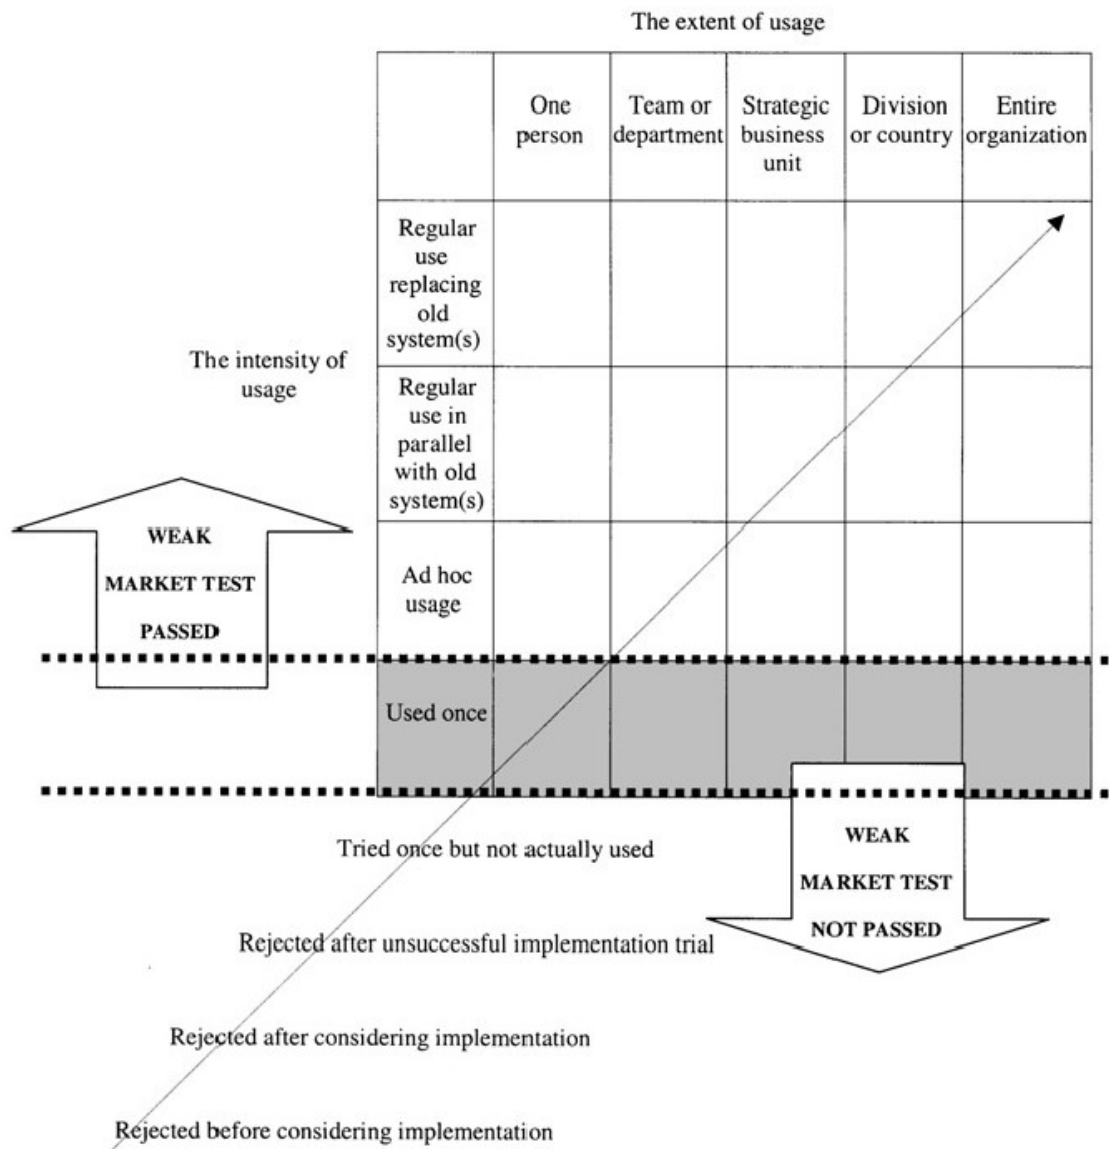 The extent of usage
One
person
Team or
department
Strategic
business
unit
Division
or country
Entire
organization
Regular
use
replacing
old
system(s)
The intensity of
usage
Regular
use in
parallel
with old
system(s)
WEAK
MARKET TEST
PASSED
Ad hoc
usage
Used once
Tried once but not actually used
WEAK
MARKET TEST
NOT PASSED
Rejected after unsuccessful implementation trial
Rejected after considering implementation
Rejected before considering implementation